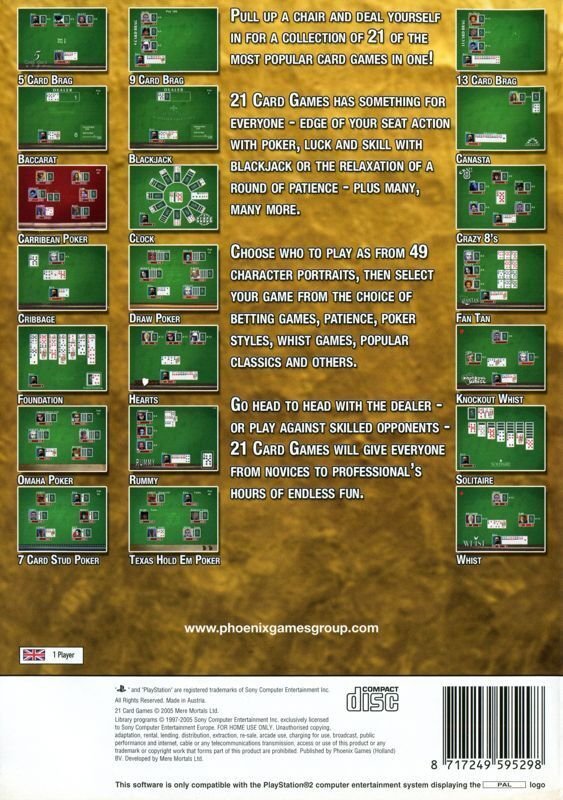 Pull up a chair and deal yourself
in for a collection of 21 of the
most popular card games in one!
5 Card Brag
9 Card Brag
13 Card Brag
21 Card Games has something for
everyone - edge of your seat action
with poker, luck and skill with
Blackjack or the relaxation of a
round of patience - plus many,
many more.
Baccarat
Blackjack
Canasta
Carribean Poker
Clock
Crazy 8's
Choose who to play as from 49
character portraits, then select
your game from the choice of
betting games, patience, poker
styles, whist games, popular
classics and others.
Cribbage
Draw Poker
Fan Tan
Foundation
Hearts
Knockout Whist
Go head to head with the dealer -
or play against skilled opponents -
21 Card Games will give everyone
from novices to professional's
hours of endless fun.
Omaha Poker
Rummy
Solitaire
7 Card Stud Poker
Texas Hold Em Poker
Whist
www.phoenixgamesgroup.com
1 Player
" " and "PlayStation" are registered trademarks of Sony Computer Entertainment Inc.
All Rights Reserved. Made in Austria.
21 Card Games © 2005 Mere Mortals Ltd.
Library programs © 1997-2005 Sony Computer Entertainment Inc. exclusively licensed
to Sony Computer Entertainment Europe. FOR HOME USE ONLY. Unauthorised copying,
adaptation, rental, lending, distribution, extraction, re-sale, arcade use, charging for use, broadcast, public
performance and internet, cable or any telecommunications transmission, access or use of this product or any
trademark or copyright work that forms part of this product are prohibited. Published by Phoenix Games (Holland)
BV. Developed by Mere Mortals Ltd.
COMPACT
disc
8 717249 595298
This software is only compatible with the PlayStation®2 computer entertainment system displaying the PAL logo